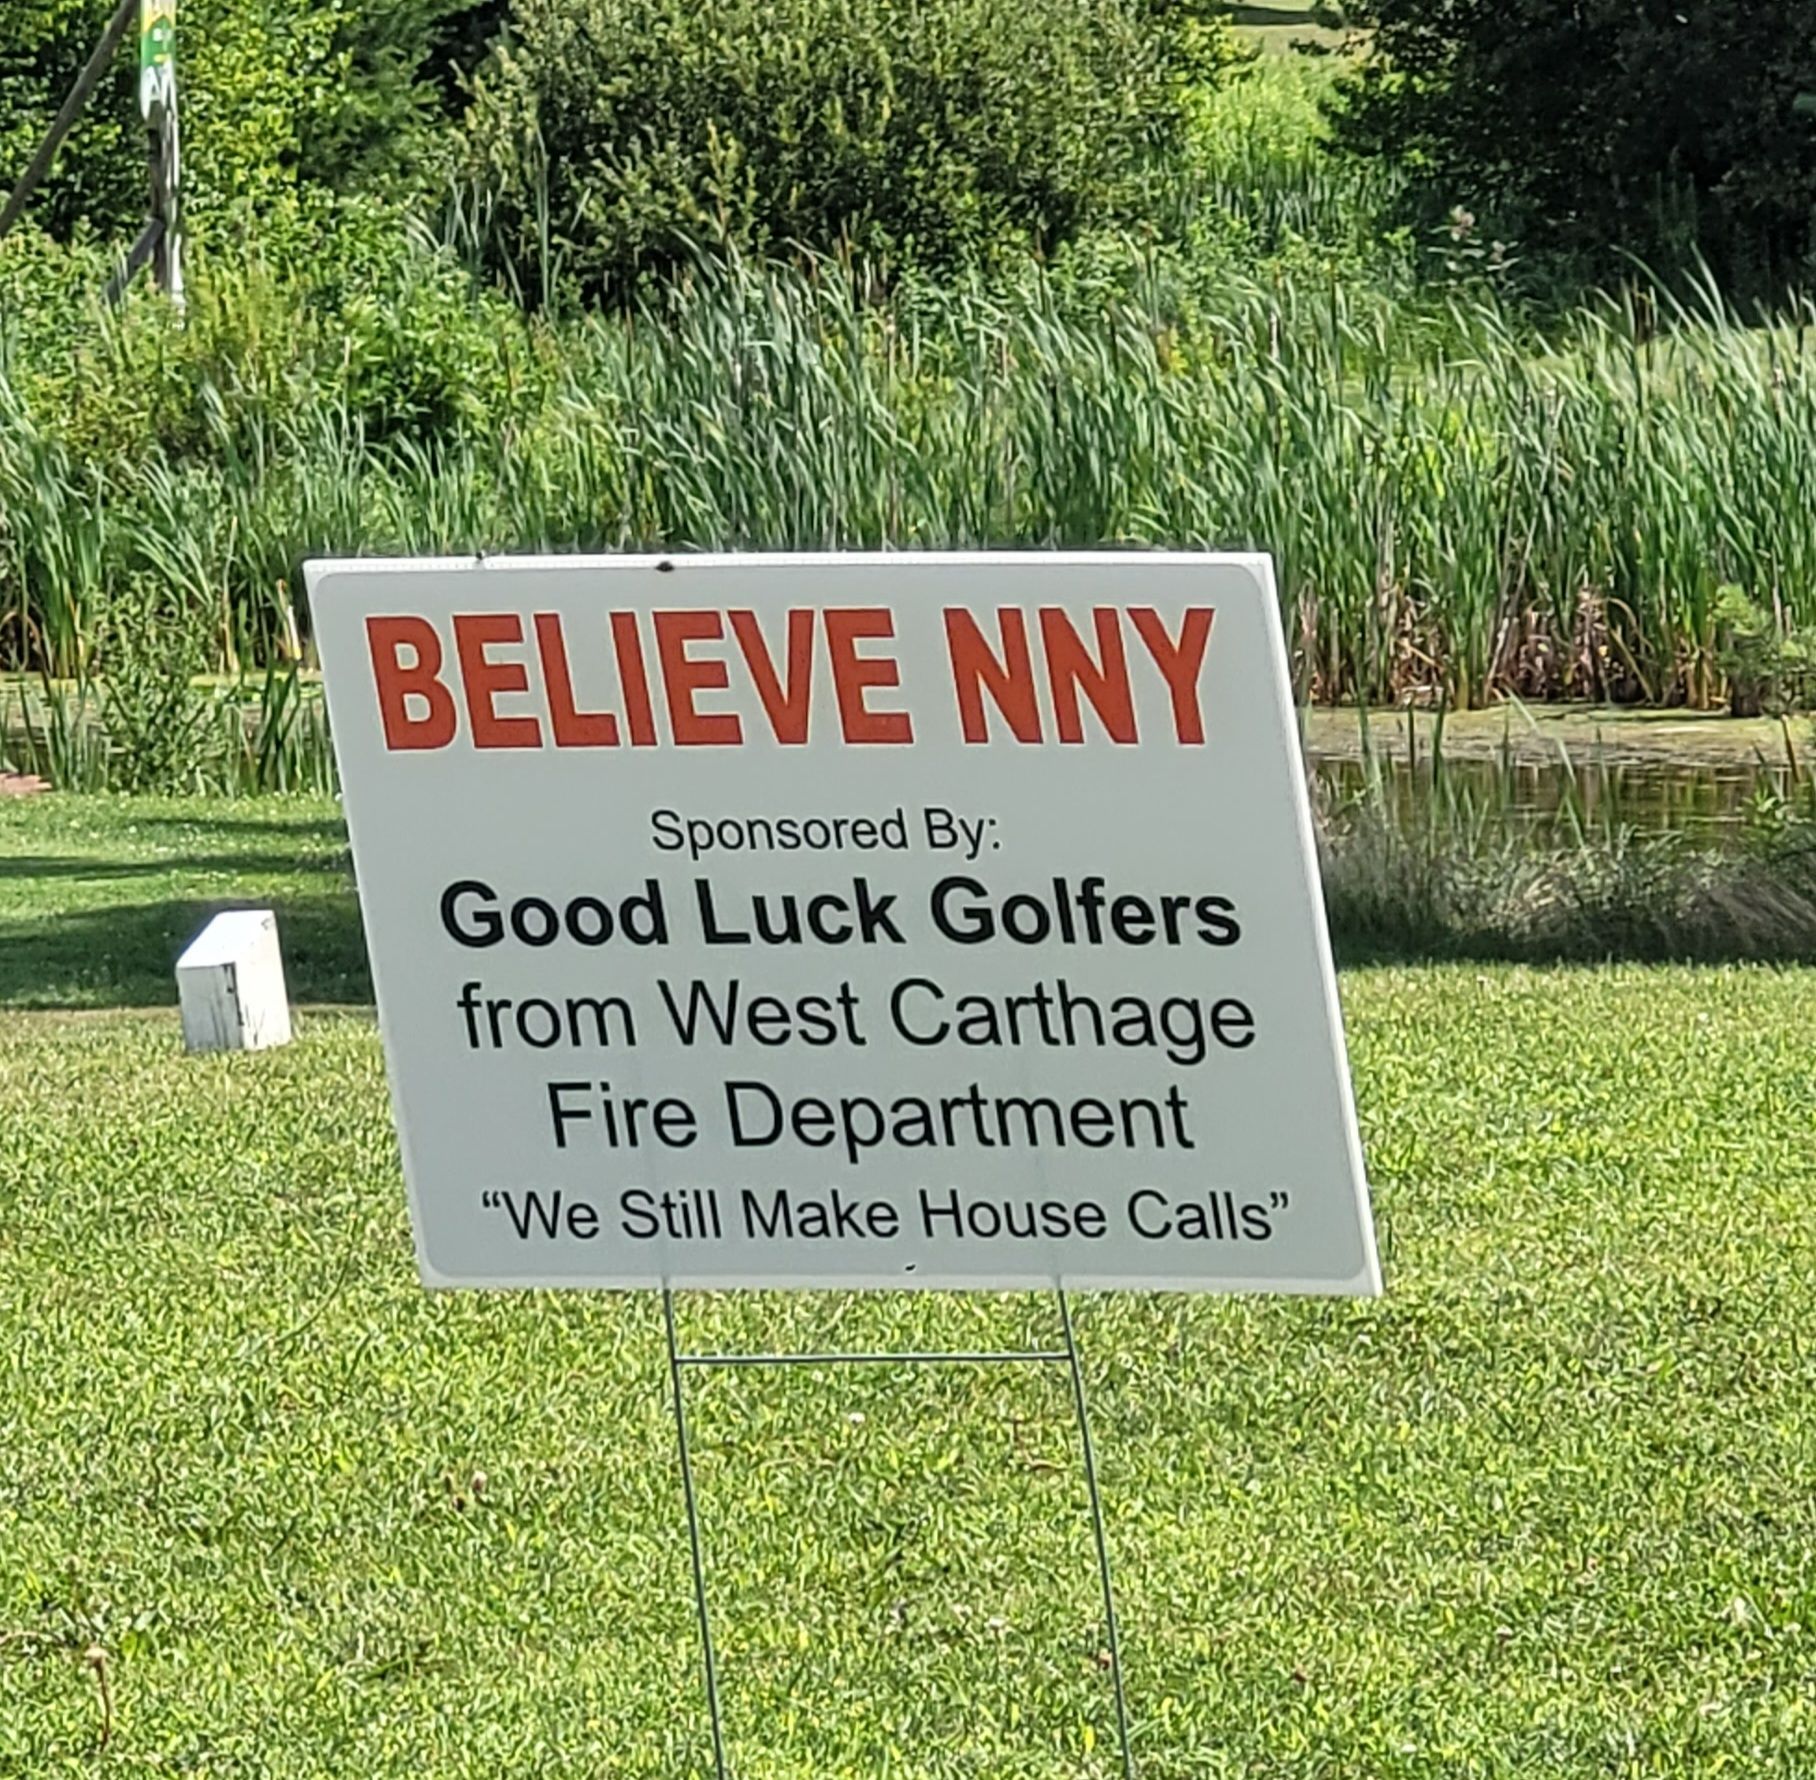 BELIEVE NNY
Sponsored By:
Good Luck Golfers
from West Carthage
Fire Department
“We Still Make House Calls”